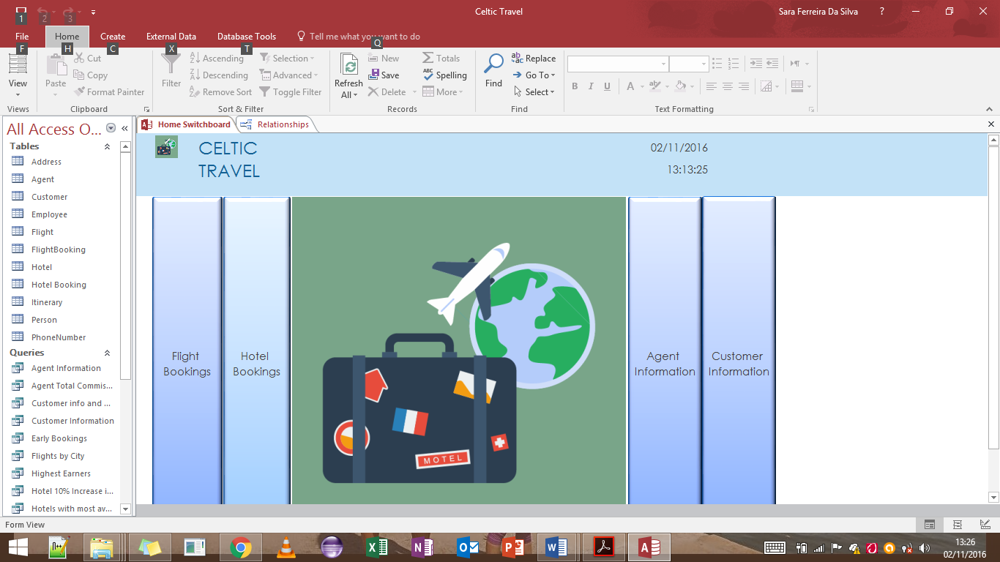 Celtic Travel
Sara Ferreira Da Silva
?
1
2
3
File
Home
Create
External Data
Database Tools
Tell me what you want to do
F
H
C
X
T
Q
View
Views
Paste
Cut
Copy
Format Painter
Clipboard
Filter
Ascending
Descending
Remove Sort
Selection
Advanced
Toggle Filter
Sort & Filter
Refresh
All
New
Save
Delete
Totals
Spelling
More
Records
Find
Replace
Go To
Select
Find
B I U
A
Text Formatting
All Access O...
Tables
Address
Agent
Customer
Employee
Flight
FlightBooking
Hotel
Hotel Booking
Itinerary
Person
PhoneNumber
Queries
Agent Information
Agent Total Commis...
Customer info and ...
Customer Information
Early Bookings
Flights by City
Highest Earners
Hotel 10% Increase i...
Hotels with most av...
Home Switchboard
Relationships
CELTIC
TRAVEL
02/11/2016
13:13:25
Flight
Bookings
Hotel
Bookings
MOTEL
Agent
Information
Customer
Information
Form View
13:26
02/11/2016